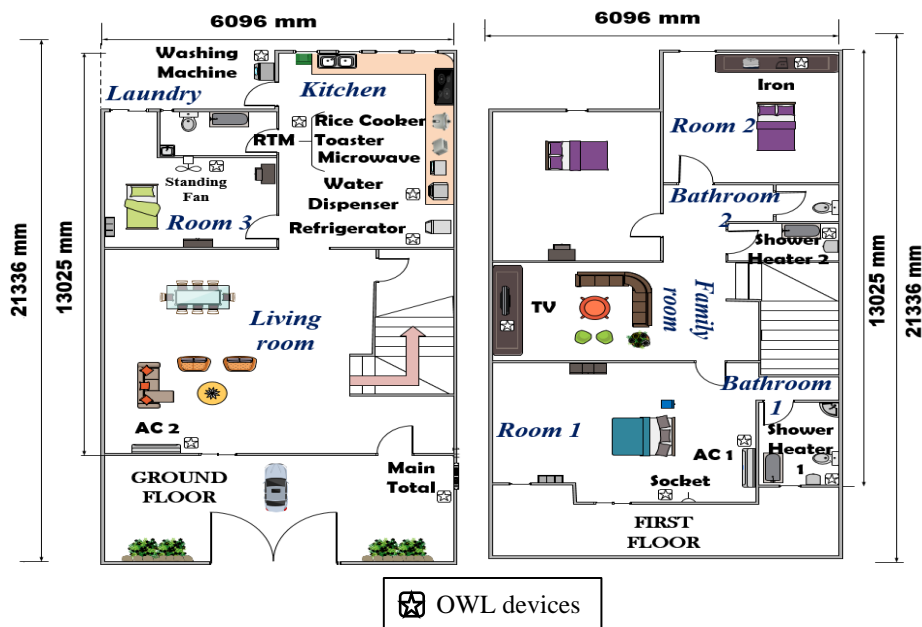 6096 mm
21336 mm
13025 mm
Washing
Machine
Laundry
Kitchen
Rice Cooker
RTM
Toaster
Microwave
Water
Dispenser
Refrigerator
Standing
Fan
Room 3
Living
room
AC 2
GROUND
FLOOR
Main
Total
6096 mm
Iron
Room 2
Bathroom
2
Shower
Heater 2
TV
Family
room
Room 1
Bathroom
1
Shower
Heater
1
AC 1
Socket
FIRST
FLOOR
13025 mm
21336 mm
OWL devices